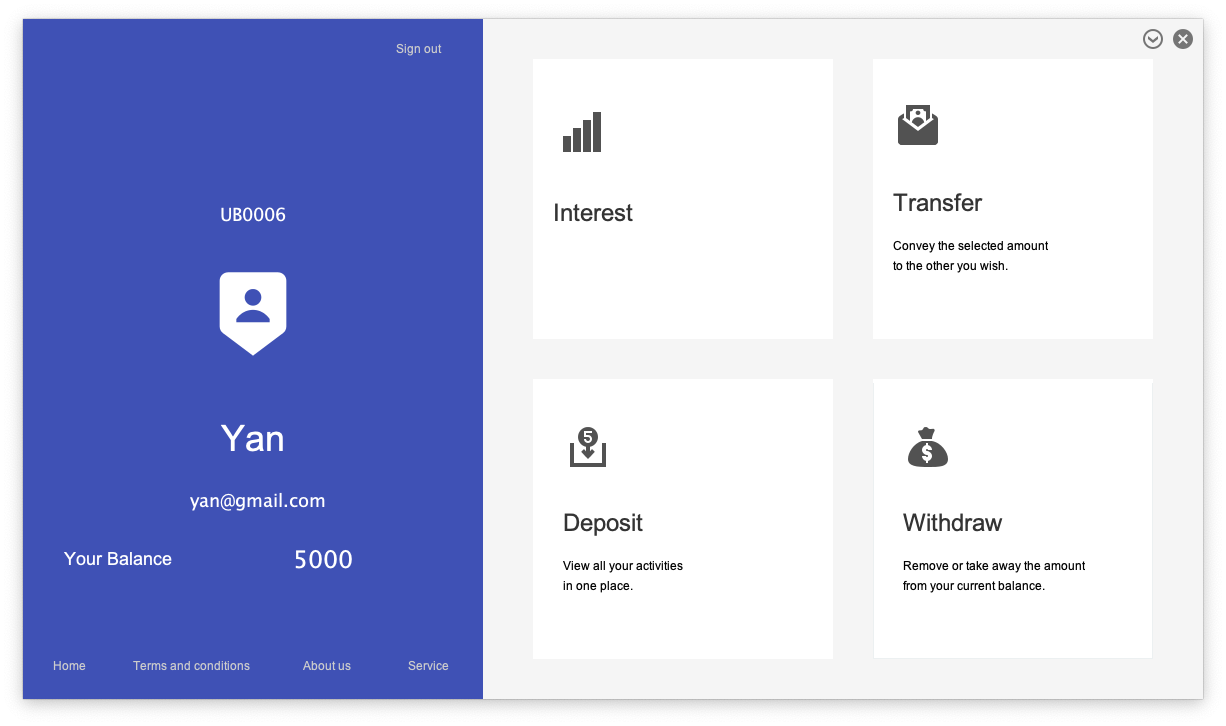 Sign out
UB0006
Yan
yan@gmail.com
Your Balance 5000
Home Terms and conditions About us Service
Interest
Transfer
Convey the selected amount
to the other you wish.
5
Deposit
View all your activities
in one place.
$
Withdraw
Remove or take away the amount
from your current balance.